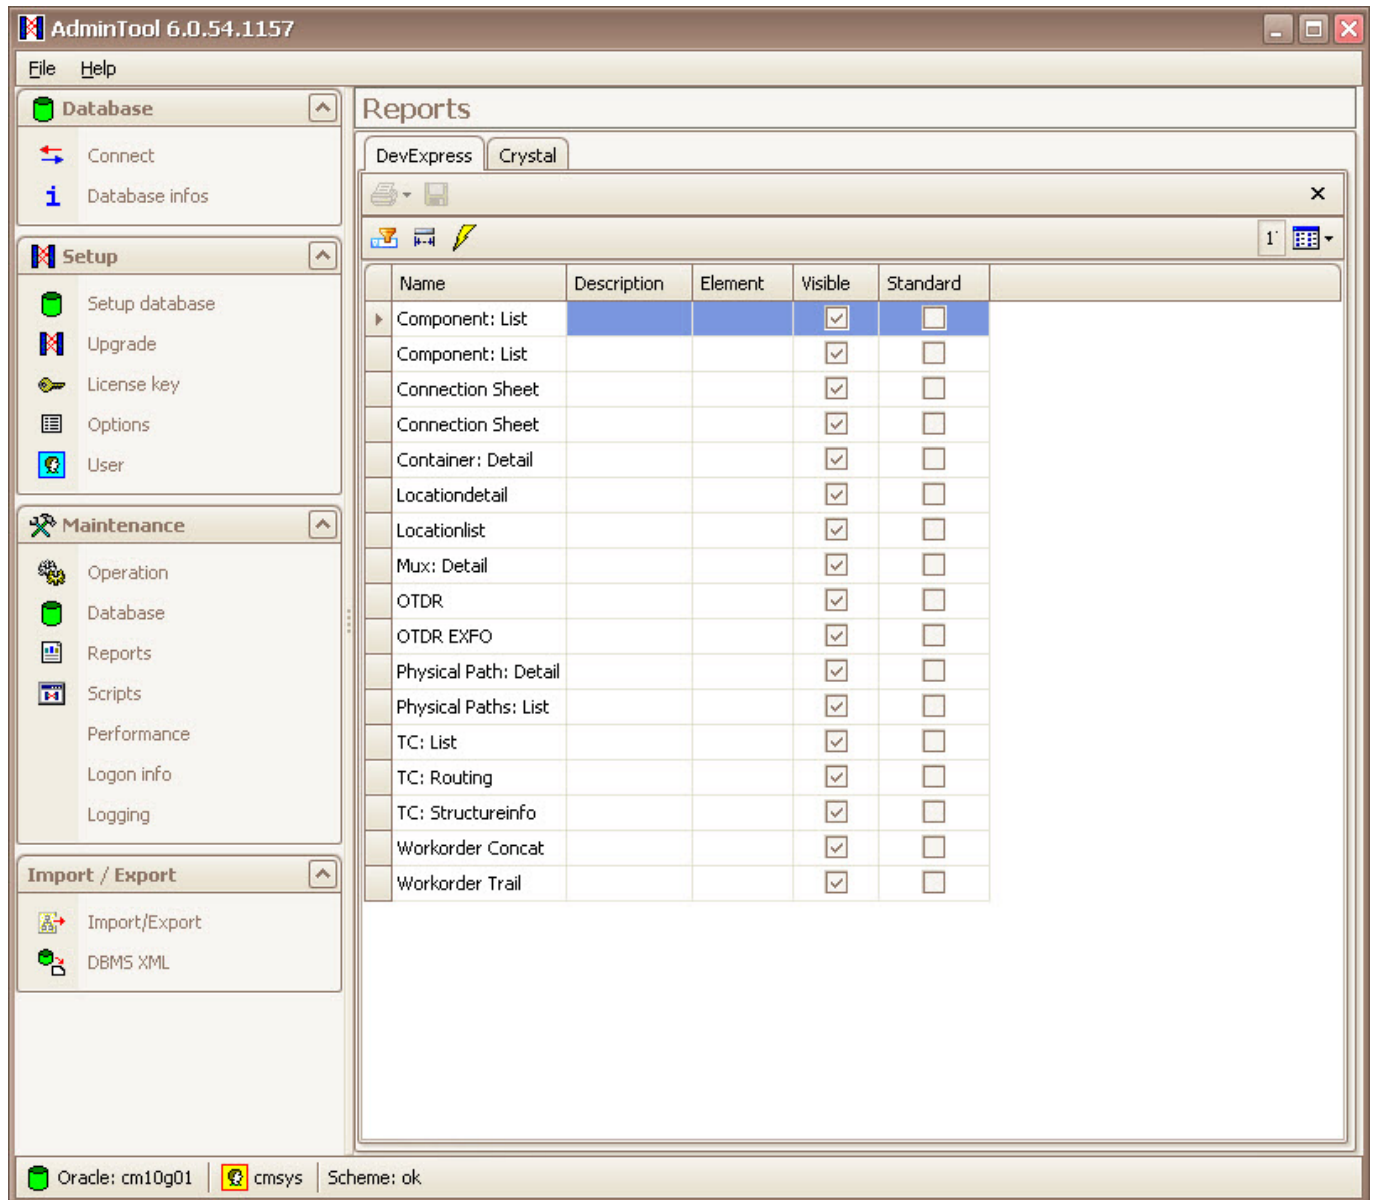 AdminTool 6.0.54.1157
File Help
Database
Connect
Database infos
Setup
Setup database
Upgrade
License key
Options
User
Maintenance
Operation
Database
Reports
Scripts
Performance
Logon info
Logging
Import / Export
Import/Export
DBMS XML
Reports
DevExpress Crystal
Name Description Element Visible Standard
Component: List
Component: List
Connection Sheet
Connection Sheet
Container: Detail
Locationdetail
Locationlist
Mux: Detail
OTDR
OTDR EXFO
Physical Path: Detail
Physical Paths: List
TC: List
TC: Routing
TC: Structureinfo
Workorder Concat
Workorder Trail
Oracle: cm10g01 cmsys Scheme: ok